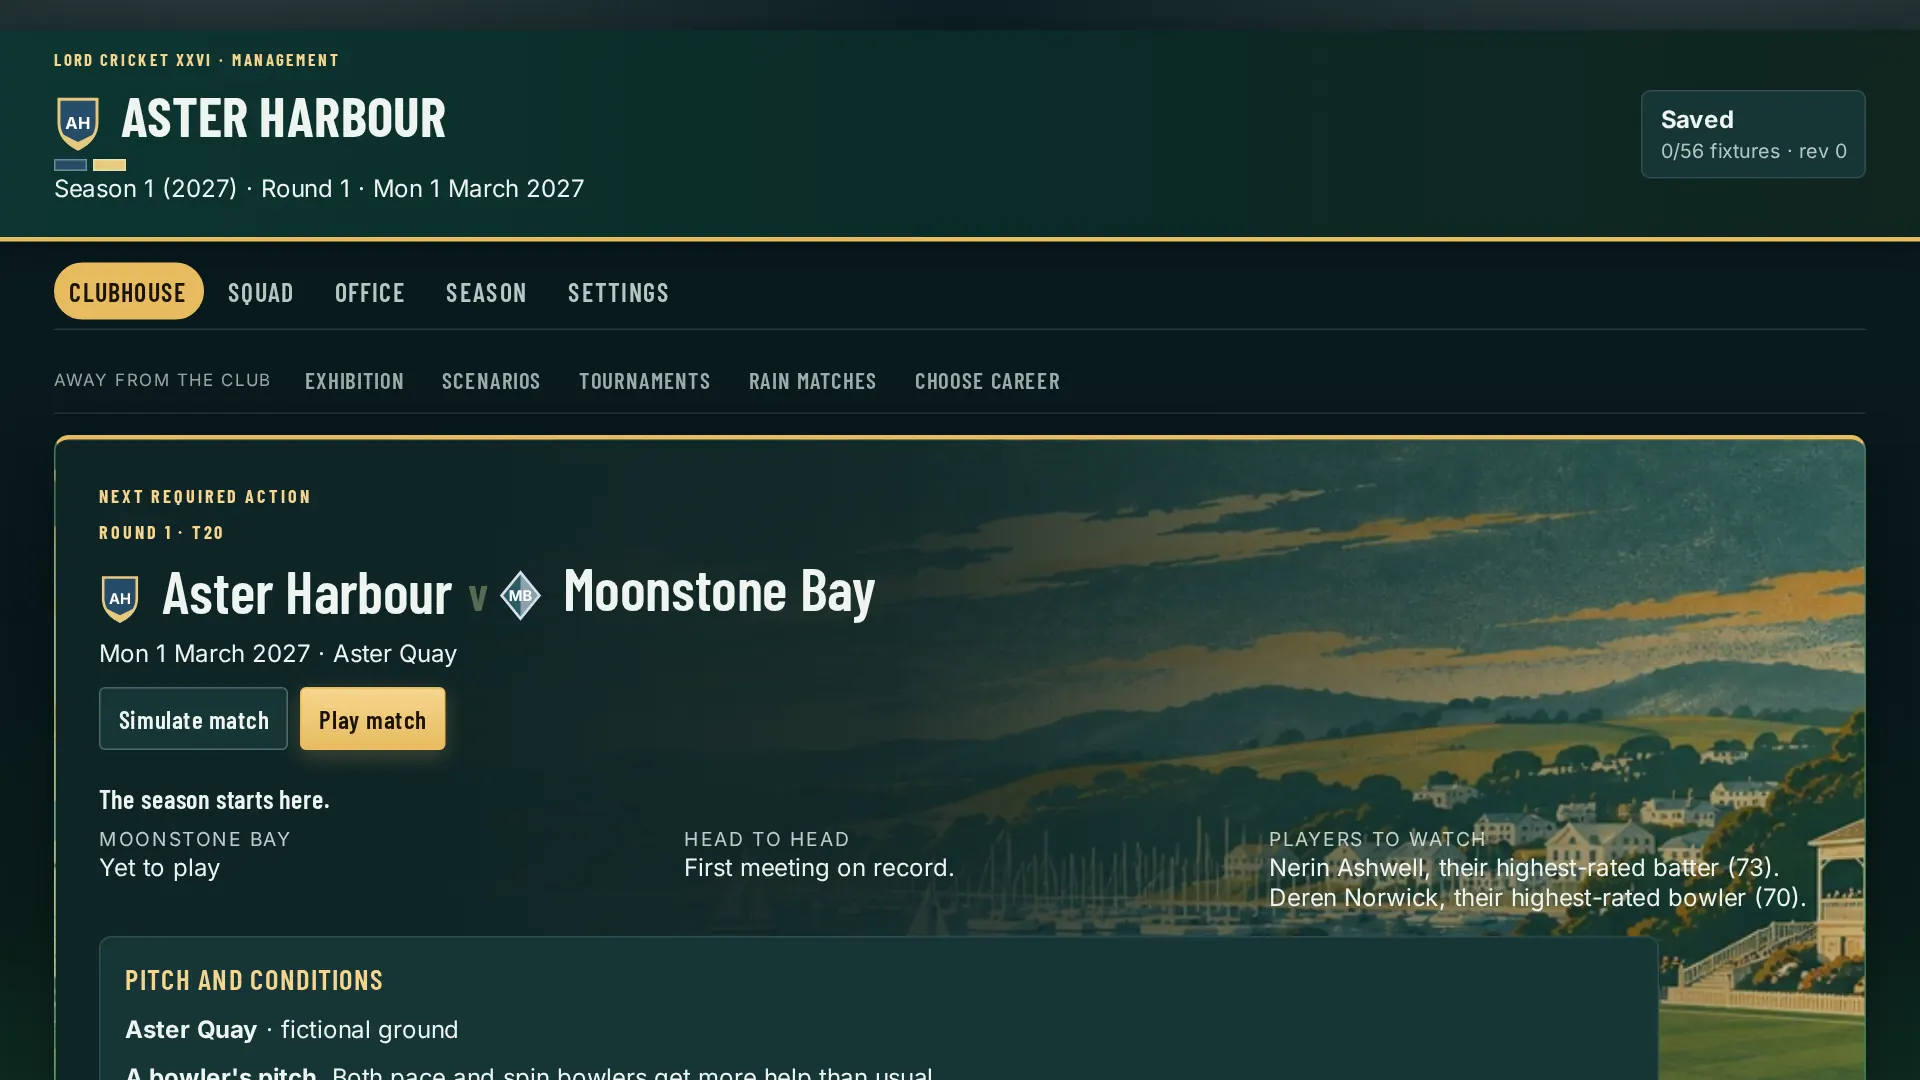 LORD CRICKET XXVI · MANAGEMENT
AH ASTER HARBOUR
Season 1 (2027) · Round 1 · Mon 1 March 2027
Saved
0/56 fixtures · rev 0
CLUBHOUSE SQUAD OFFICE SEASON SETTINGS
AWAY FROM THE CLUB EXHIBITION SCENARIOS TOURNAMENTS RAIN MATCHES CHOOSE CAREER
NEXT REQUIRED ACTION
ROUND 1 · T20
AH Aster Harbour v MB Moonstone Bay
Mon 1 March 2027 · Aster Quay
Simulate match Play match
The season starts here.
MOONSTONE BAY
Yet to play
HEAD TO HEAD
First meeting on record.
PLAYERS TO WATCH
Nerin Ashwell, their highest-rated batter (73).
Deren Norwick, their highest-rated bowler (70).
PITCH AND CONDITIONS
Aster Quay · fictional ground
A bowler's pitch. Both pace and spin bowlers get more help than usual.